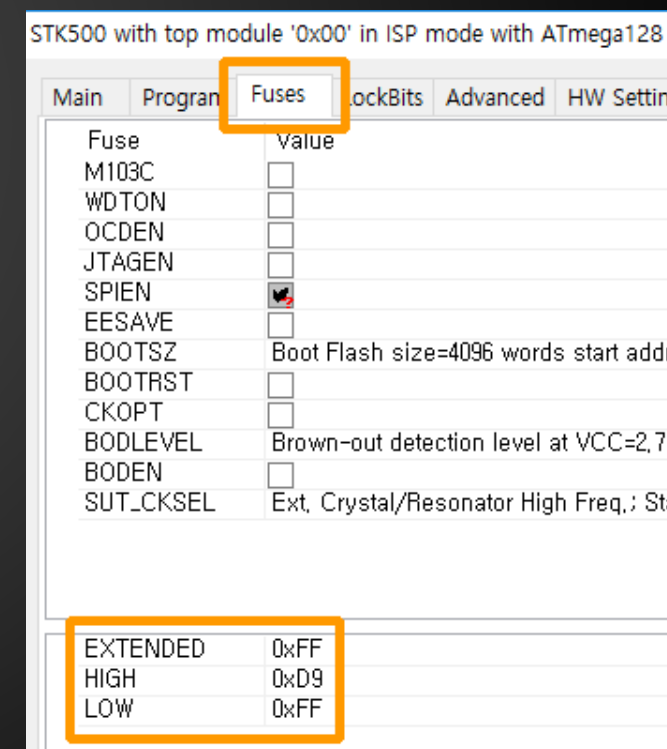 STK500 with top module '0x00' in ISP mode with ATmega128
Main Program Fuses LockBits Advanced HW Settin
Fuse Value
M103C
WDTON
OCDEN
JTAGEN
SPIEN
EESAVE
BOOTSZ Boot Flash size=4096 words start addr
BOOTRST
CKOPT
BODLEVEL Brown-out detection level at VCC=2,7
BODEN
SUT_CKSEL Ext, Crystal/Resonator High Freq,; Sta
EXTENDED 0xFF
HIGH 0xD9
LOW 0xFF